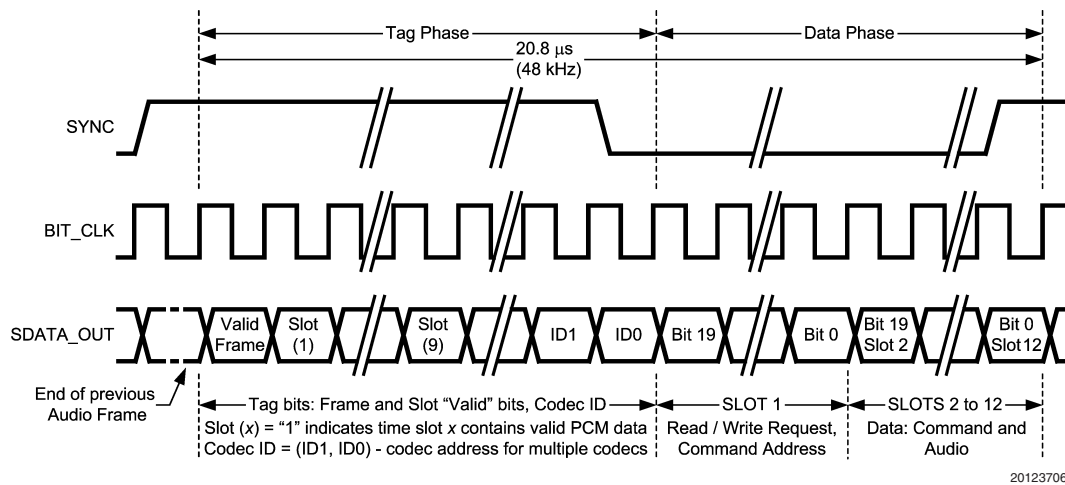 Tag Phase
Data Phase
20.8 µs
(48 kHz)
SYNC
BIT_CLK
SDATA_OUT
Valid
Frame
Slot
(1)
Slot
(9)
ID1
ID0
Bit 19
Bit 0
Bit 19
Slot 2
Bit 0
Slot12
End of previous
Audio Frame
Tag bits: Frame and Slot “Valid” bits, Codec ID
Slot (x) = “1” indicates time slot x contains valid PCM data
Codec ID = (ID1, ID0) - codec address for multiple codecs
SLOT 1
Read / Write Request,
Command Address
SLOTS 2 to 12
Data: Command and
Audio
20123706